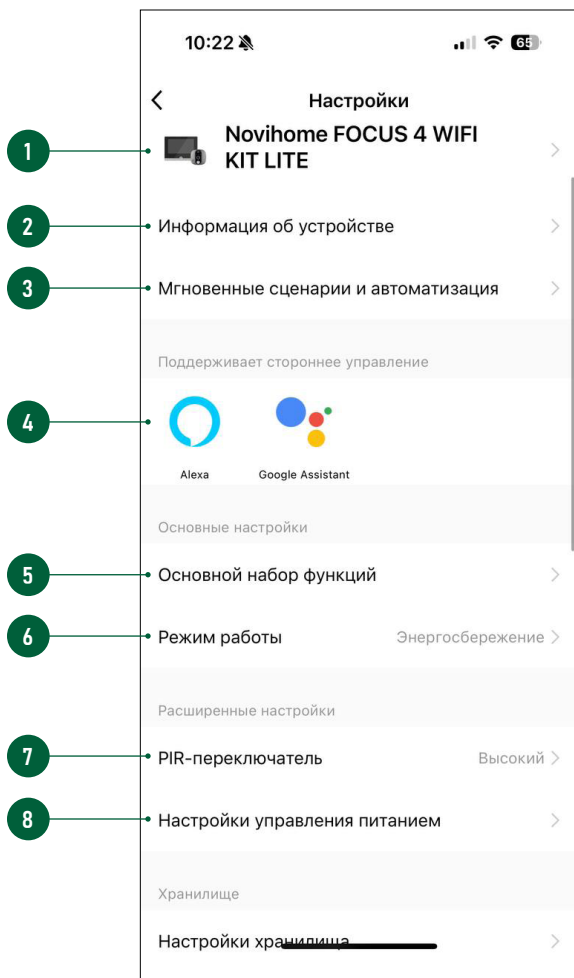 10:22
65
Настройки
1
Novihome FOCUS 4 WIFI
KIT LITE
2
Информация об устройстве
3
Мгновенные сценарии и автоматизация
Поддерживает стороннее управление
4
Alexa
Google Assistant
Основные настройки
5
Основной набор функций
6
Режим работы
Энергосбережение
Расширенные настройки
7
PIR-переключатель
Высокий
8
Настройки управления питанием
Хранилище
Настройки хранилища